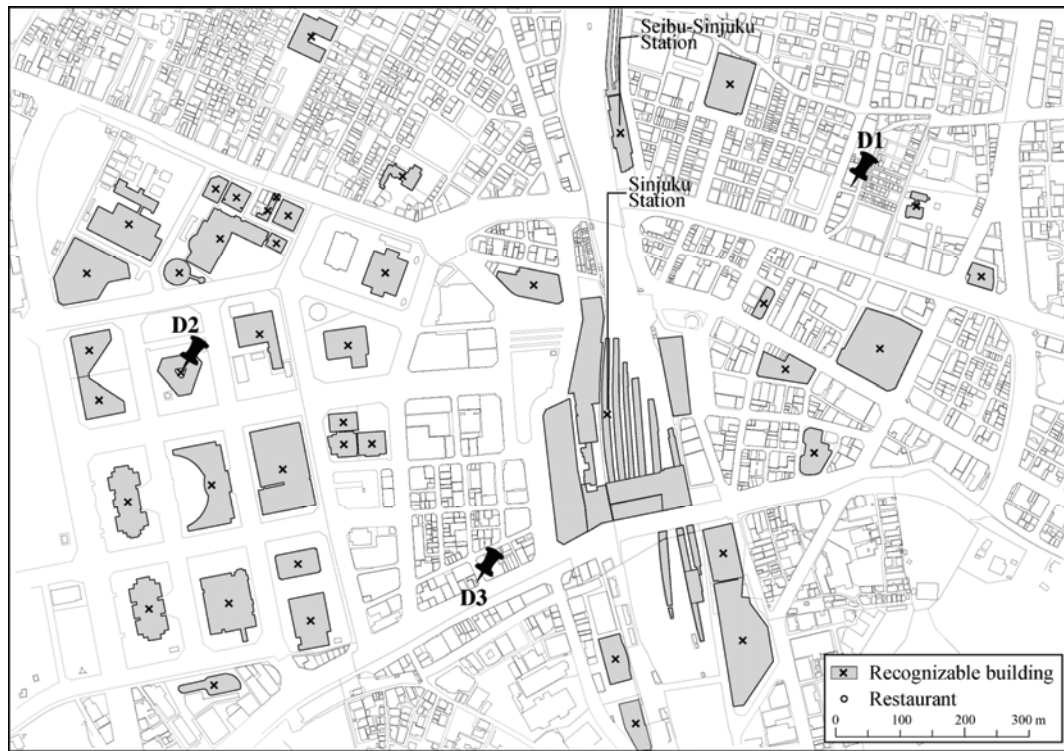 Seibu-Sinjuku
Station
D1
Sinjuku
Station
D2
D3
Recognizable building
Restaurant
0 100 200 300 m